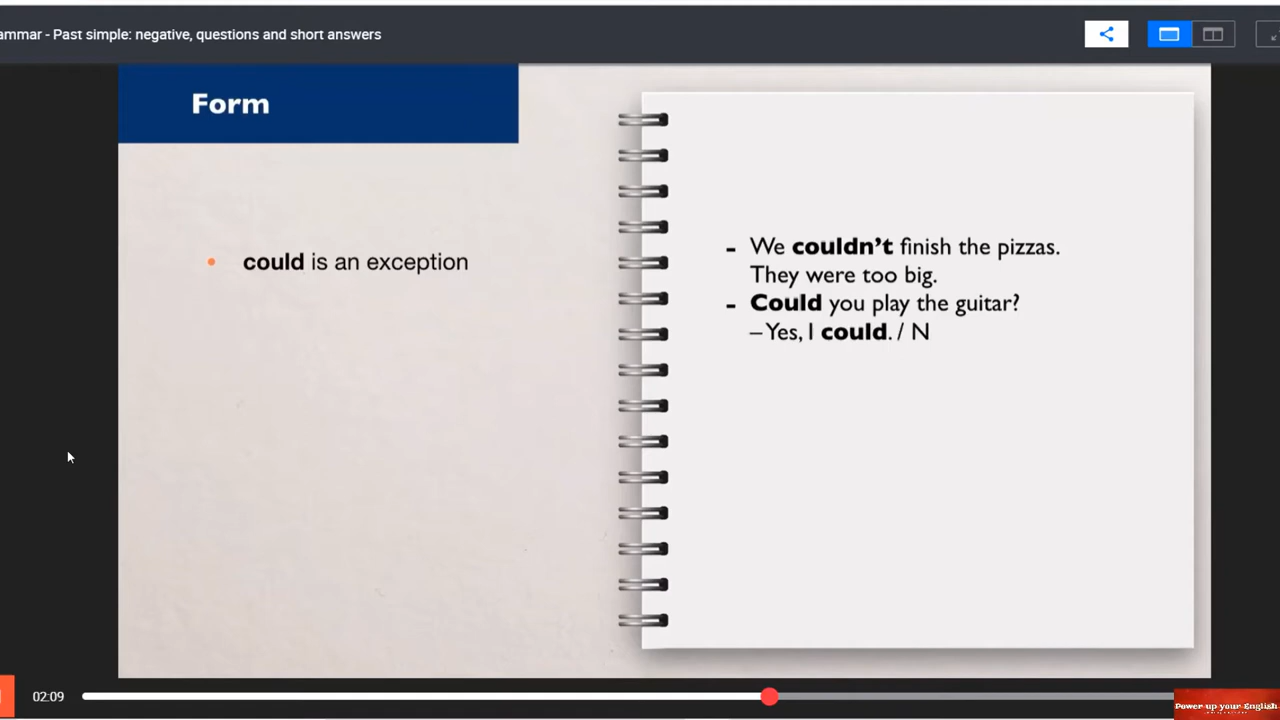 ammar - Past simple: negative, questions and short answers
Form
• could is an exception
- We couldn't finish the pizzas.
They were too big.
- Could you play the guitar?
– Yes, I could. / N
02:09
Power up your English